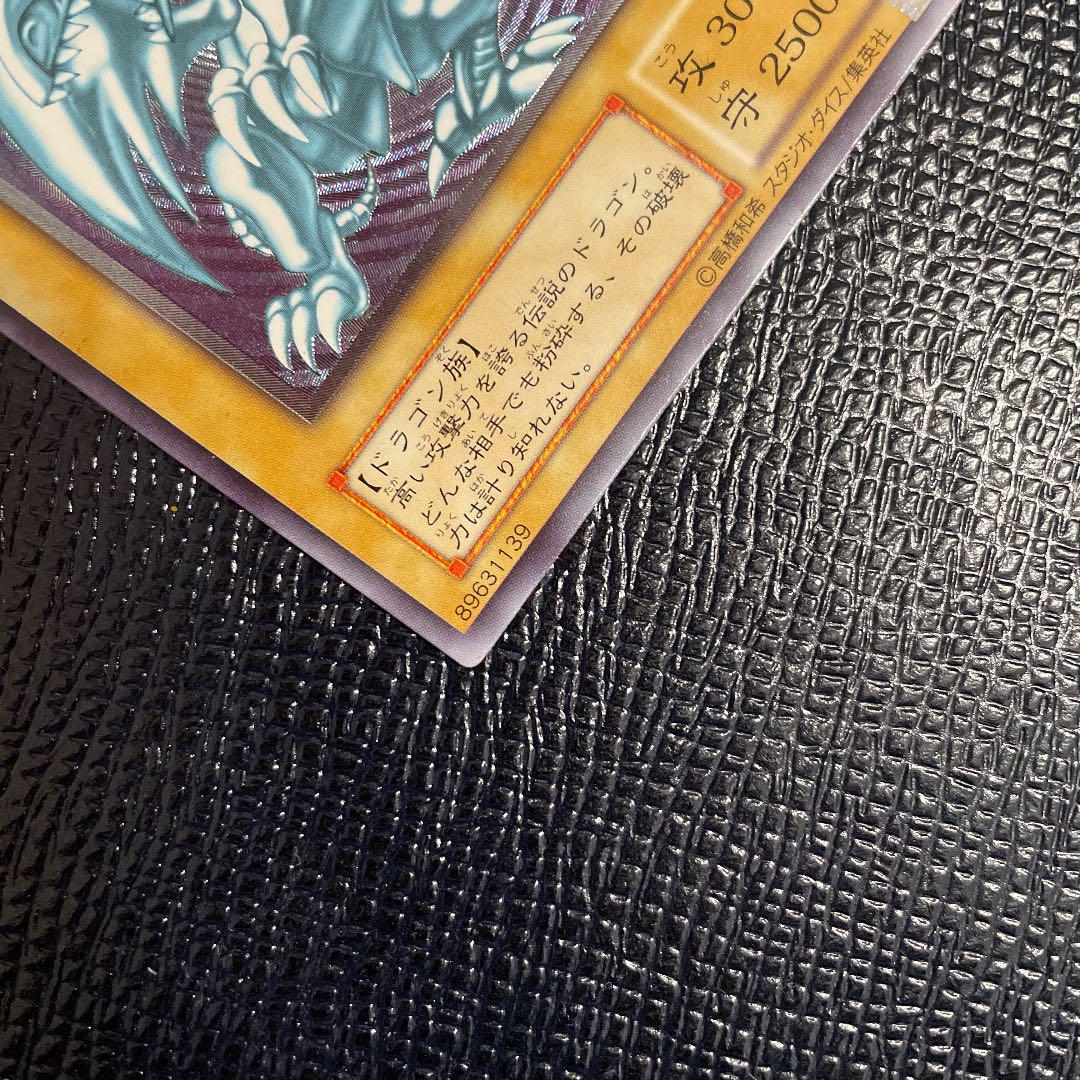 攻 30
守 2500
【ドラゴン族】
高い攻撃力を誇る伝説のドラゴン。
どんな相手でも粉砕する、その破壊
力は計り知れない。
89631139
©高橋和希 スタジオ・ダイス/集英社